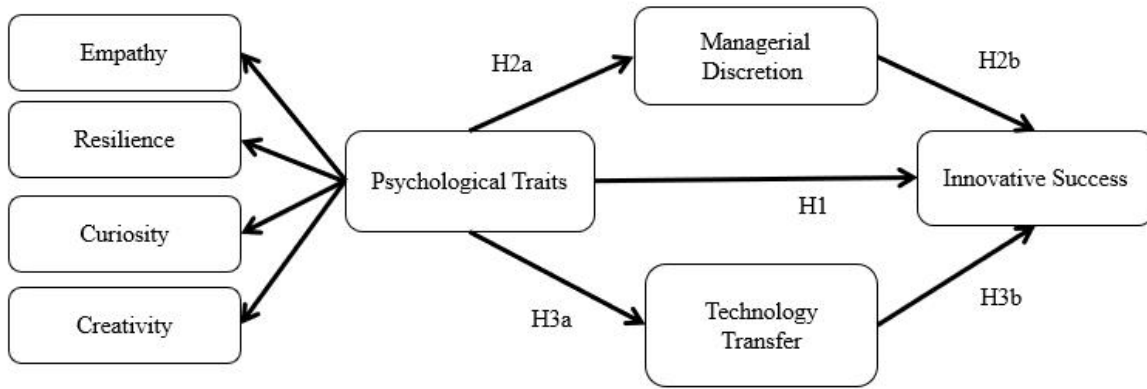 Empathy
Resilience
Curiosity
Creativity
Psychological Traits
H2a
Managerial
Discretion
H2b
H1
Innovative Success
H3a
Technology
Transfer
H3b